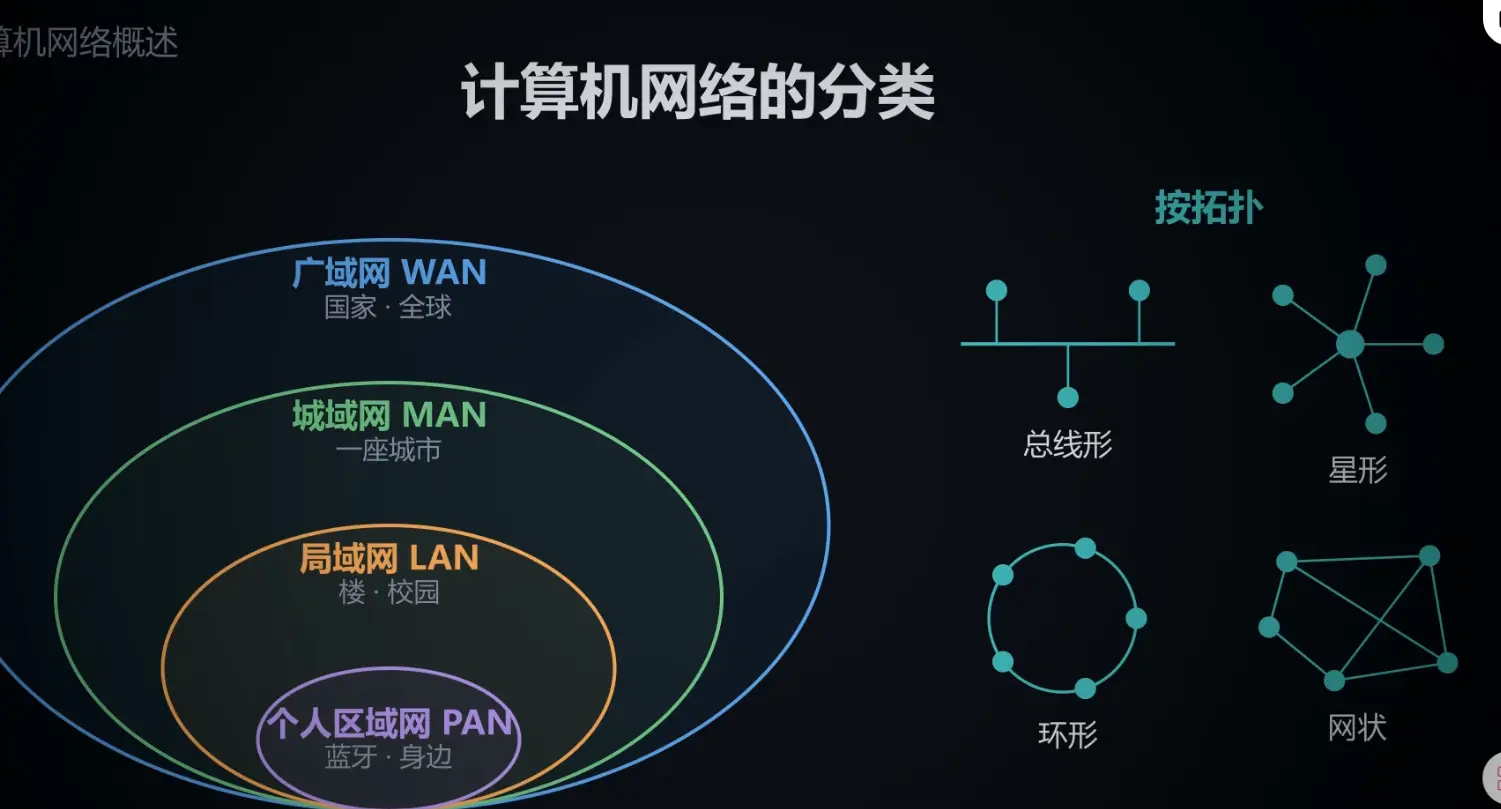 算机网络概述
计算机网络的分类
广域网 WAN
国家 · 全球
城域网 MAN
一座城市
局域网 LAN
楼 · 校园
个人区域网 PAN
蓝牙 · 身边
按拓扑
总线形
星形
环形
网状